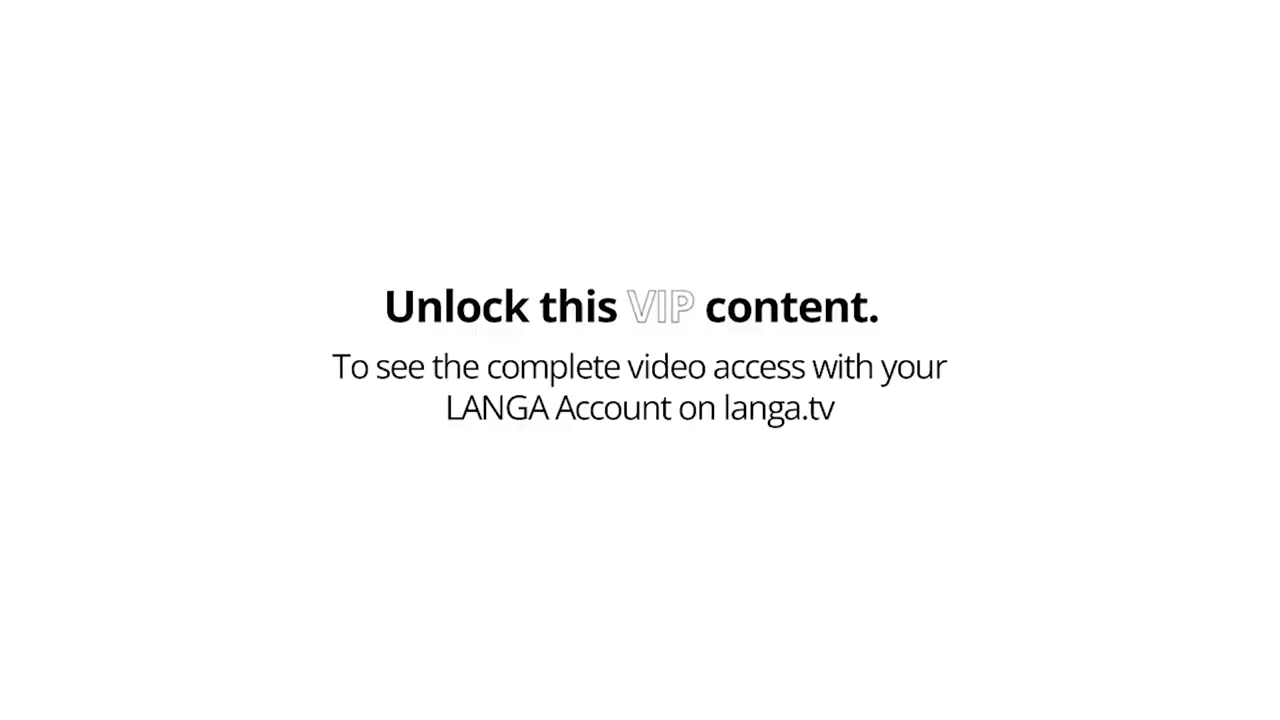 Unlock this VIP content.
To see the complete video access with your
LANGA Account on langa.tv